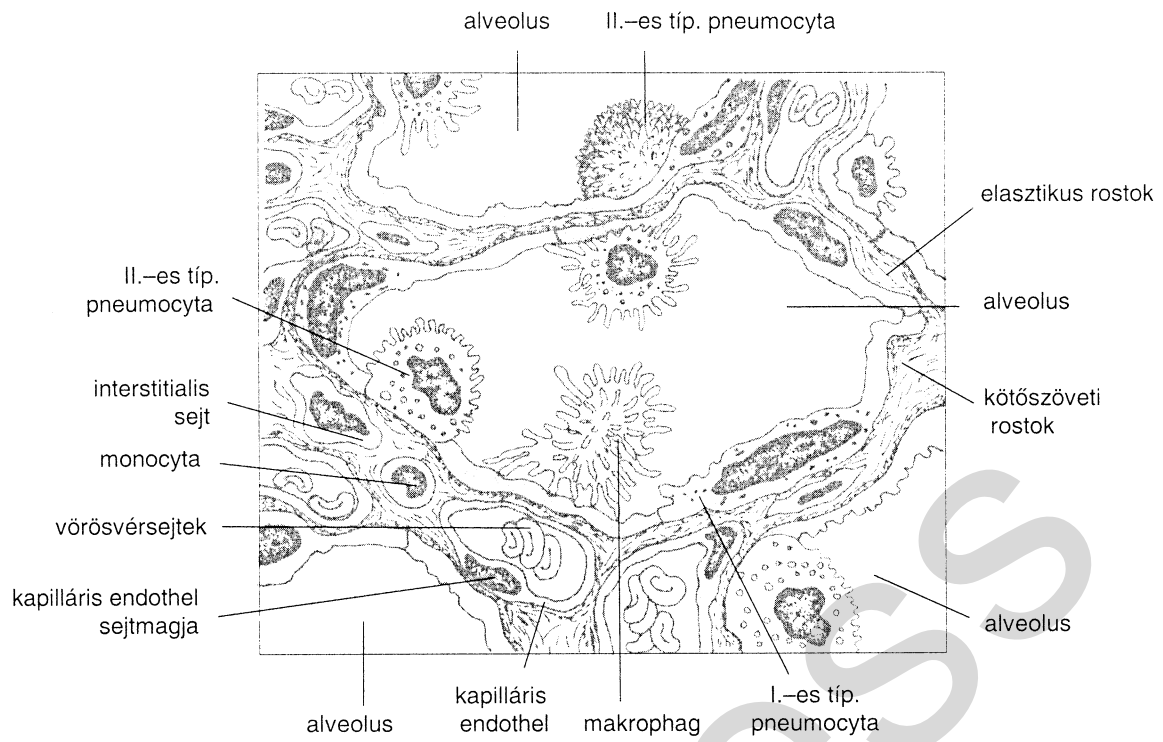 alveolus
II.–es típ. pneumocyta
elasztikus rostok
II.–es típ.
pneumocyta
alveolus
interstitialis
sejt
kötőszöveti
rostok
monocyta
vörösvérsejtek
kapilláris endothel
sejtmagja
alveolus
alveolus
kapilláris
endothel
makrophag
I.–es típ.
pneumocyta
OSS